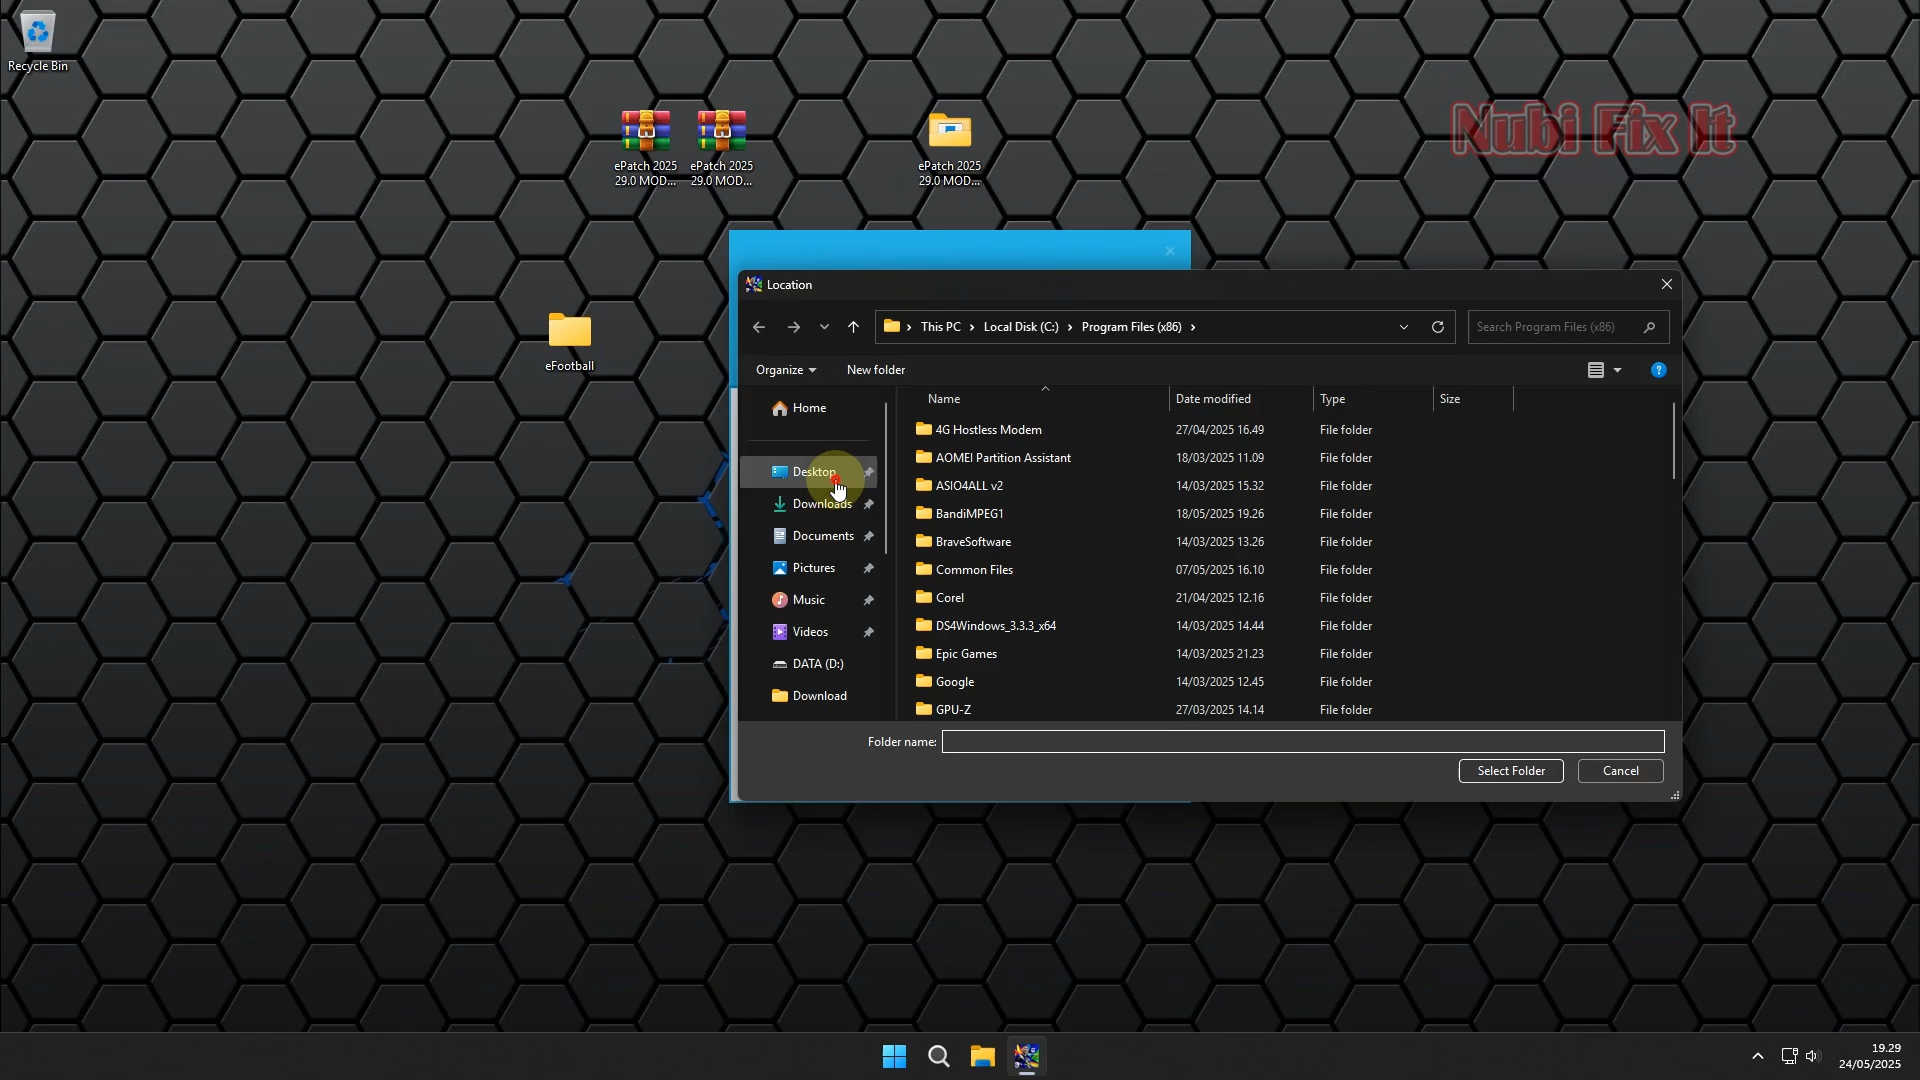 Recycle Bin
ePatch 2025
29.0 MOD...
ePatch 2025
29.0 MOD...
ePatch 2025
29.0 MOD...
Nubi Fix It
eFootball
Location
This PC
Local Disk (C:)
Program Files (x86)
Search Program Files (x86)
Organize
New folder
?
Home
Desktop
Downloads
Documents
Pictures
Music
Videos
DATA (D:)
Download
Name Date modified Type Size
4G Hostless Modem 27/04/2025 16.49 File folder
AOMEI Partition Assistant 18/03/2025 11.09 File folder
ASIO4ALL v2 14/03/2025 15.32 File folder
BandiMPEG1 18/05/2025 19.26 File folder
BraveSoftware 14/03/2025 13.26 File folder
Common Files 07/05/2025 16.10 File folder
Corel 21/04/2025 12.16 File folder
DS4Windows_3.3.3_x64 14/03/2025 14.44 File folder
Epic Games 14/03/2025 21.23 File folder
Google 14/03/2025 12.45 File folder
GPU-Z 27/03/2025 14.14 File folder
Folder name:
Select Folder
Cancel
19.29
24/05/2025